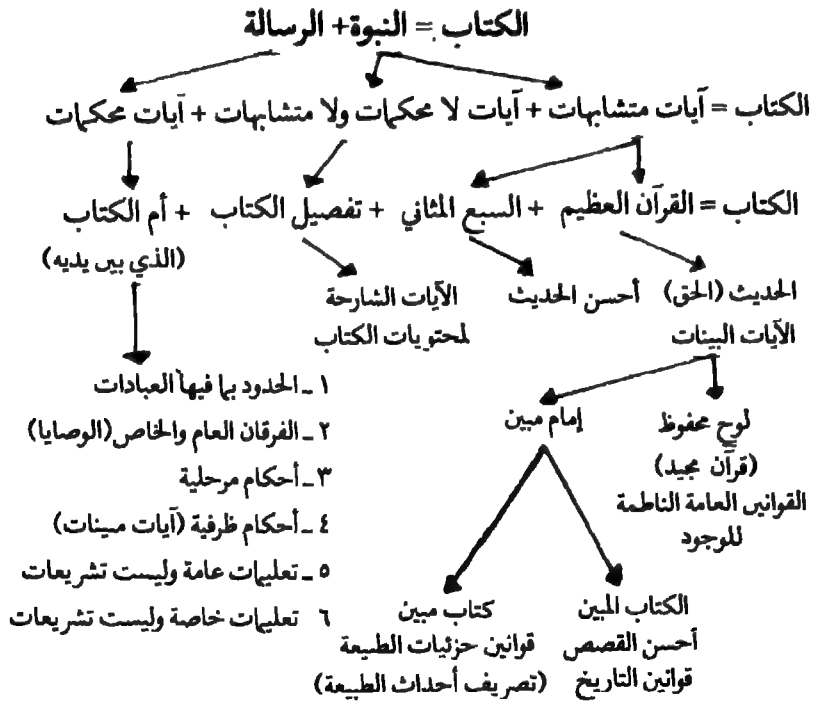 الكتاب = النبوة + الرسالة
الكتاب = آيات متشابهات + آيات لا محكمات ولا متشابهات + آيات محكمات
الكتاب = القرآن العظيم + السبع المثاني + تفصيل الكتاب + أم الكتاب
(الذي بين يديه)
الحديث (الحق)
الآيات البينات
أحسن الحديث
الآيات الشارحة
لمحتويات الكتاب
لوح محفوظ
(قرآن مجيد)
القوانين العامة الناظمة
للوجود
إمام مبين
الكتاب المبين
أحسن القصص
قوانين التاريخ
كتاب مبين
قوانين جزئيات الطبيعة
(تصريف أحداث الطبيعة)
١ ـ الحدود بما فيها العبادات
٢ ـ الفرقان العام والخاص (الوصايا)
٣ ـ أحكام مرحلية
٤ ـ أحكام ظرفية (آيات مبينات)
٥ ـ تعليمات عامة وليست تشريعات
٦ تعليمات خاصة وليست تشريعات